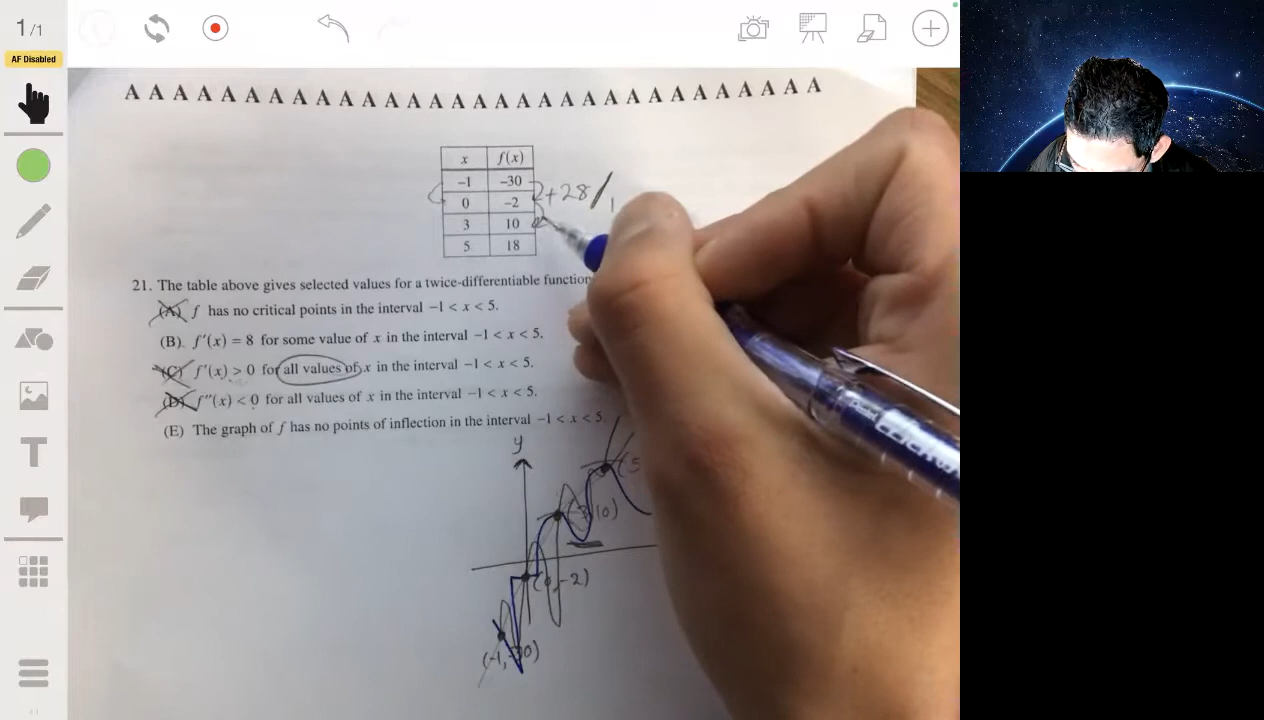 1/1
AF Disabled
A A A A A A A A A A A A A A A A A A A A A A A A A A A A A A
x f(x)
-1 -30
0 -2
3 10
5 18
+28/1
21. The table above gives selected values for a twice-differentiable function
(A) f has no critical points in the interval -1 < x < 5.
(B). f′(x) = 8 for some value of x in the interval -1 < x < 5.
(C) f′(x) > 0 for all values of x in the interval -1 < x < 5.
(D) f″(x) < 0 for all values of x in the interval -1 < x < 5.
(E) The graph of f has no points of inflection in the interval -1 < x < 5.
y
(5
(3,10)
(0,-2)
(-1,-30)
T